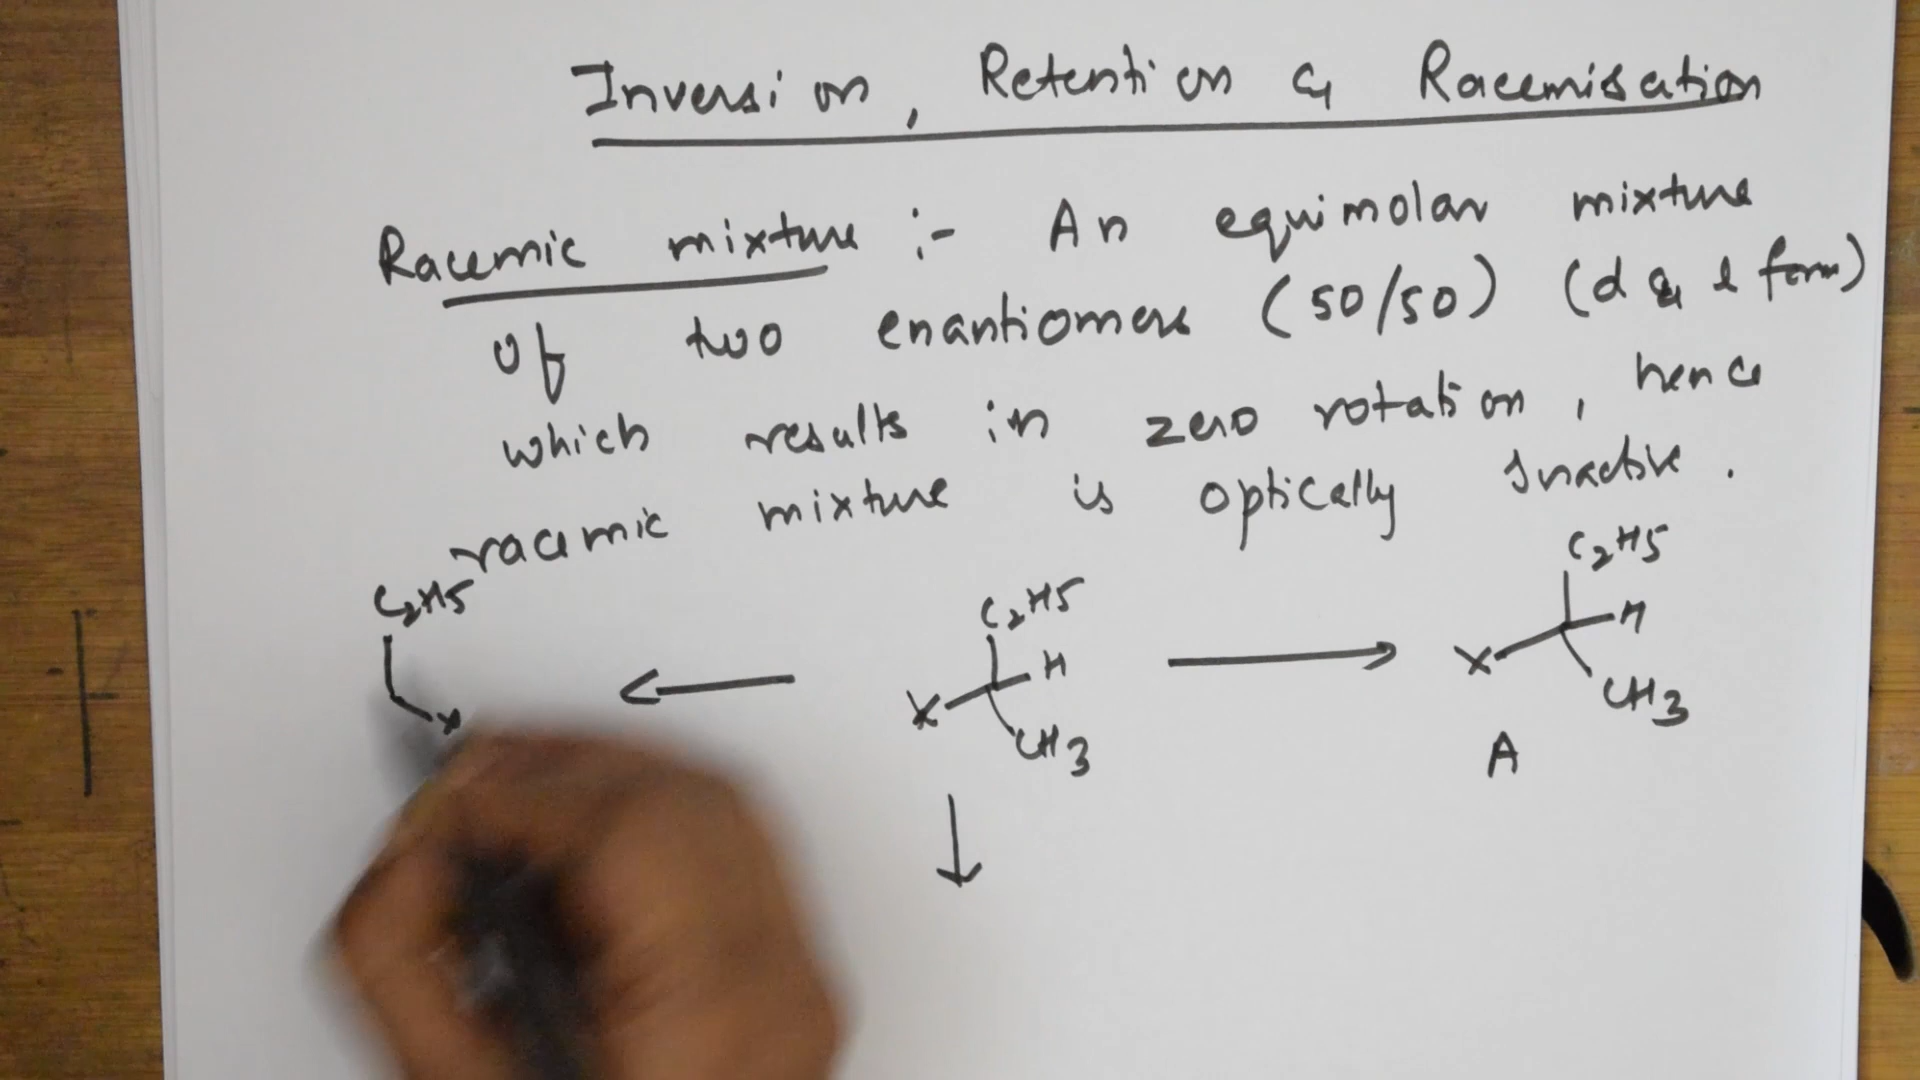 Inversion, Retention & Racemisation
Racemic mixture :- An equimolar mixture
of two enantiomers (50/50) (d & l form)
which results in zero rotation, hence
racemic mixture is optically Inactive.
C2H5
X
C2H5
H
X
CH3
C2H5
H
X
CH3
A